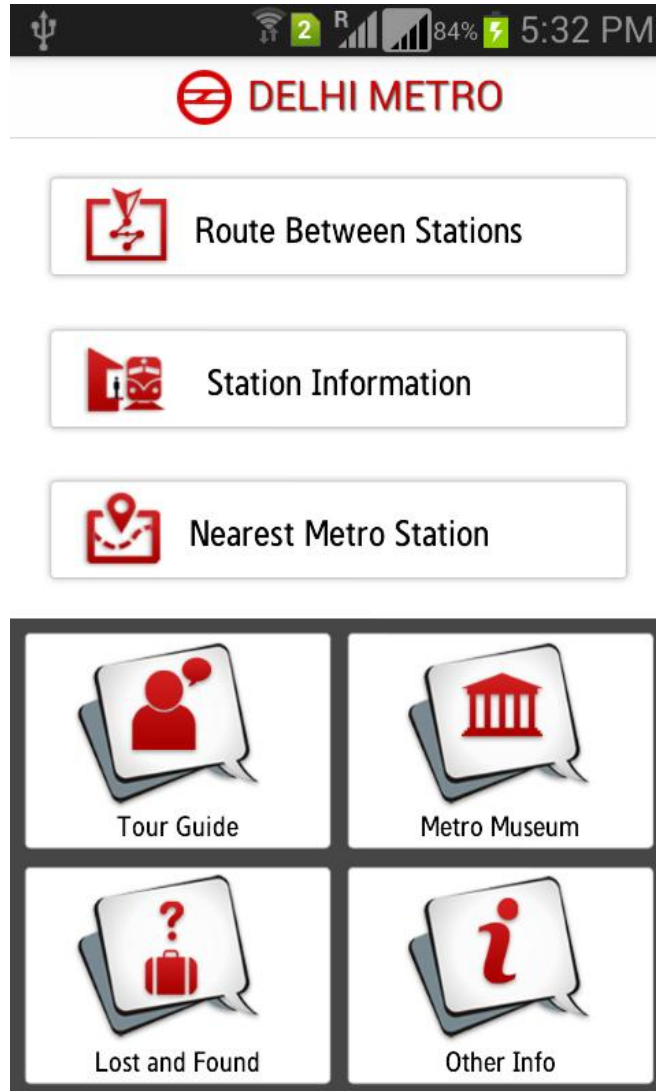 2 R 84% 5:32 PM
DELHI METRO
Route Between Stations
Station Information
Nearest Metro Station
Tour Guide
Metro Museum
?
Lost and Found
i
Other Info